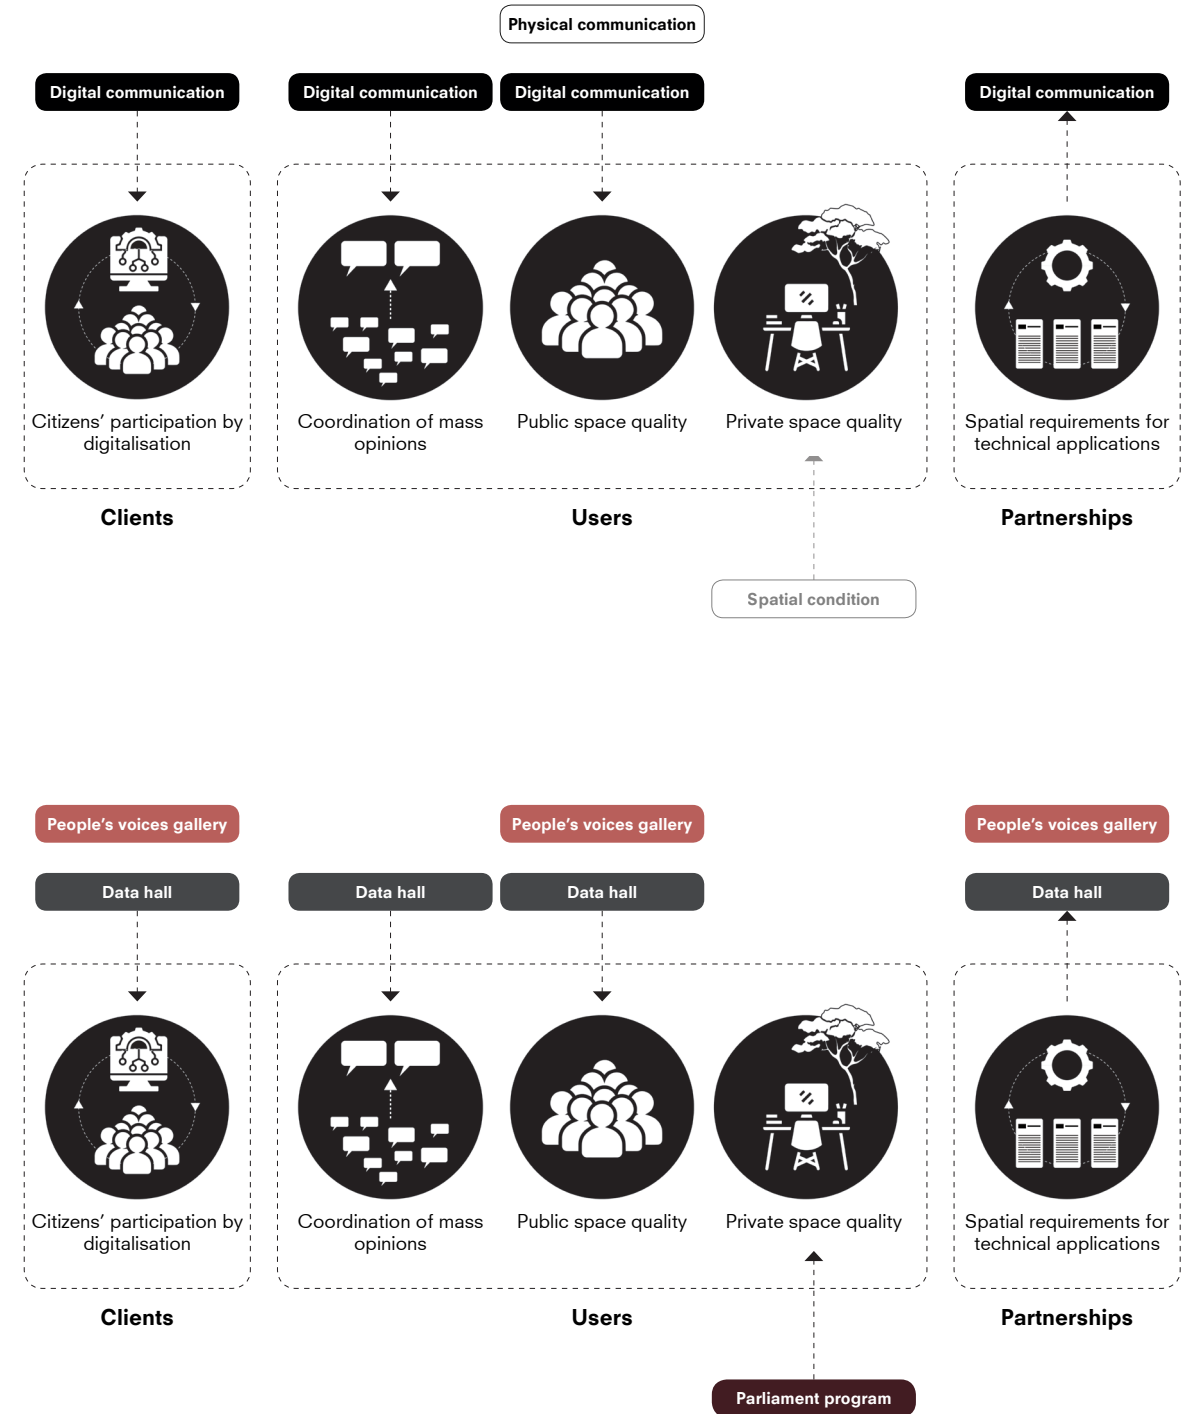 Physical communication
Digital communication
Digital communication
Digital communication
Digital communication
Citizens’ participation by
digitalisation
Coordination of mass
opinions
Public space quality
Private space quality
Spatial requirements for
technical applications
Clients
Users
Partnerships
Spatial condition
People’s voices gallery
People’s voices gallery
People’s voices gallery
Data hall
Data hall
Data hall
Data hall
Citizens’ participation by
digitalisation
Coordination of mass
opinions
Public space quality
Private space quality
Spatial requirements for
technical applications
Clients
Users
Partnerships
Parliament program